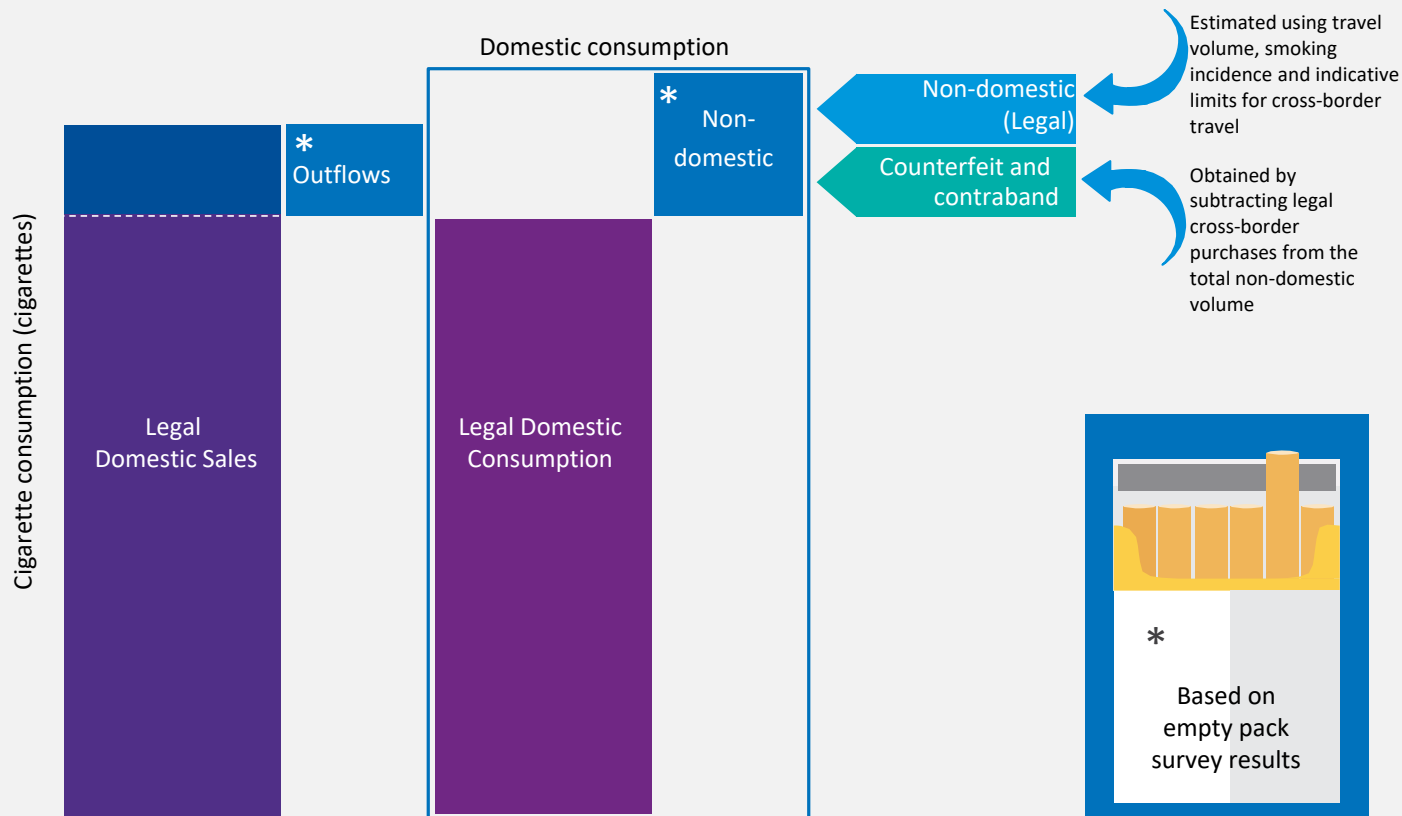 Domestic consumption
Cigarette consumption (cigarettes)
*
Outflows
Legal
Domestic Sales
Legal Domestic
Consumption
*
Non-
domestic
Non-domestic
(Legal)
Counterfeit and
contraband
Estimated using travel
volume, smoking
incidence and indicative
limits for cross-border
travel
Obtained by
subtracting legal
cross-border
purchases from the
total non-domestic
volume
*
Based on
empty pack
survey results